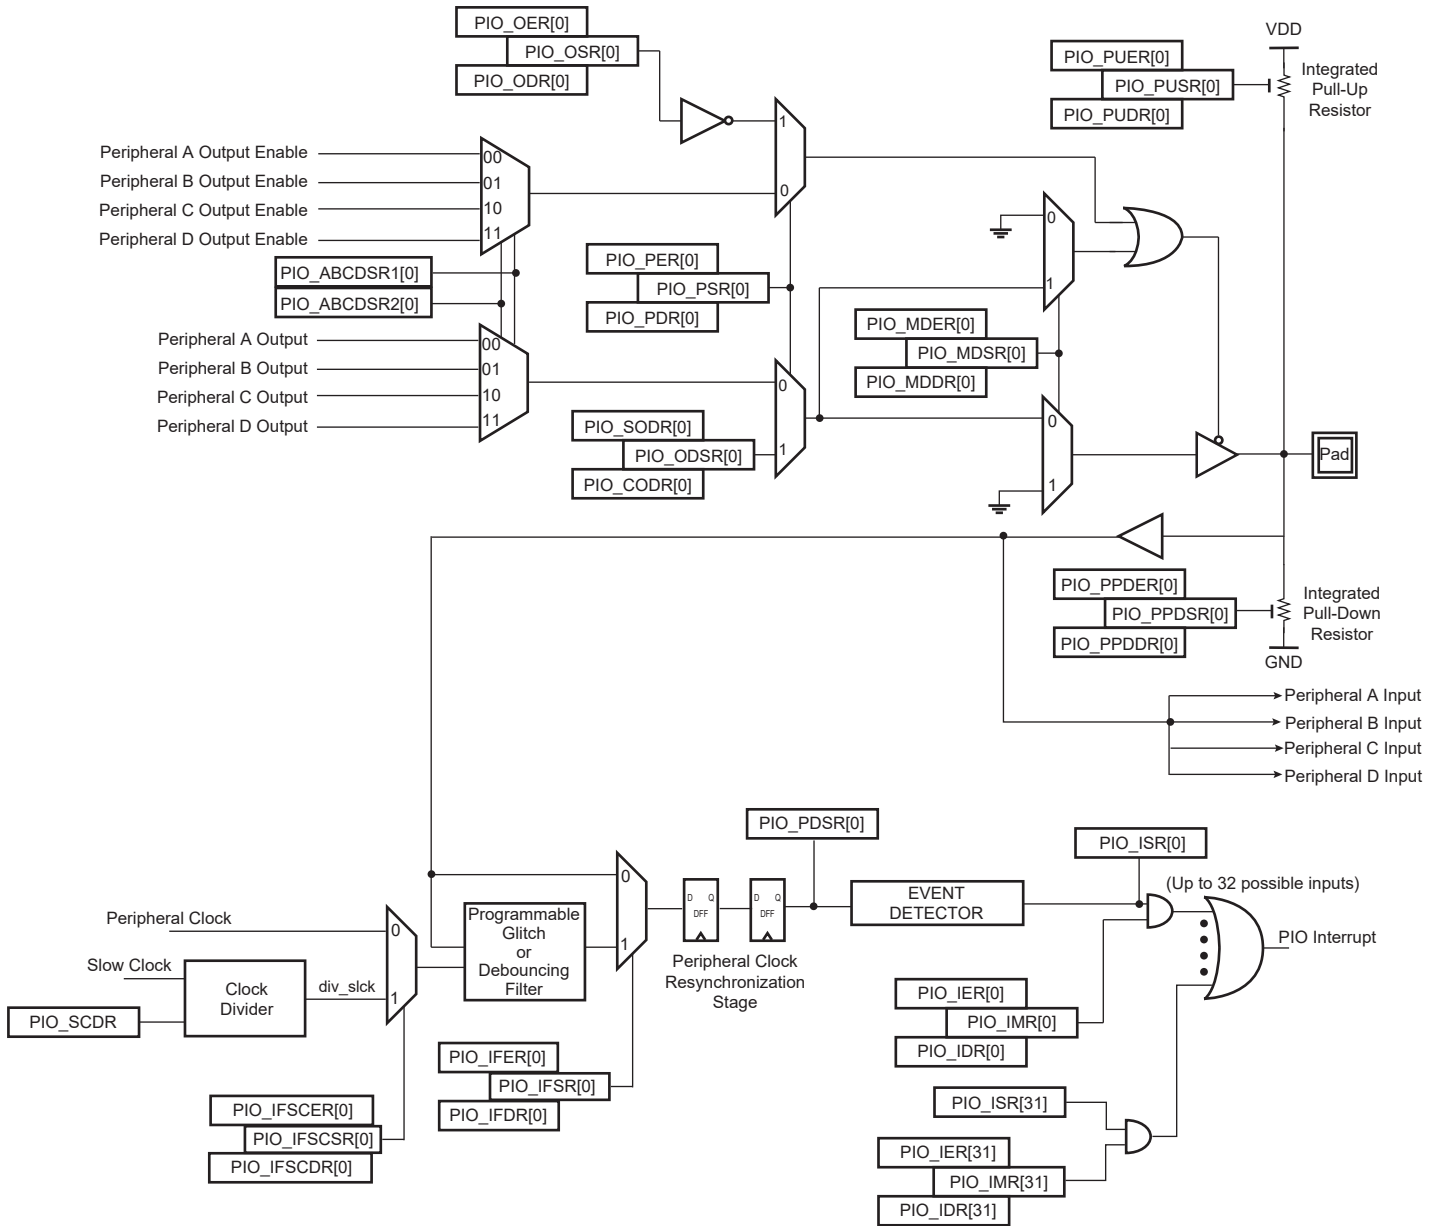 PIO_OER[0]
PIO_OSR[0]
PIO_ODR[0]
1
0
Peripheral A Output Enable
Peripheral B Output Enable
Peripheral C Output Enable
Peripheral D Output Enable
00
01
10
11
PIO_ABCDSR1[0]
PIO_ABCDSR2[0]
Peripheral A Output
Peripheral B Output
Peripheral C Output
Peripheral D Output
00
01
10
11
PIO_PER[0]
PIO_PSR[0]
PIO_PDR[0]
0
1
PIO_SODR[0]
PIO_ODSR[0]
PIO_CODR[0]
0
1
PIO_MDER[0]
PIO_MDSR[0]
PIO_MDDR[0]
0
1
VDD
PIO_PUER[0]
PIO_PUSR[0]
PIO_PUDR[0]
Integrated
Pull-Up
Resistor
Pad
PIO_PPDER[0]
PIO_PPDSR[0]
PIO_PPDDR[0]
Integrated
Pull-Down
Resistor
GND
Peripheral A Input
Peripheral B Input
Peripheral C Input
Peripheral D Input
Peripheral Clock
Slow Clock
PIO_SCDR
Clock
Divider
div_slck
0
1
PIO_IFSCER[0]
PIO_IFSCSR[0]
PIO_IFSCDR[0]
Programmable
Glitch
or
Debouncing
Filter
0
1
PIO_IFER[0]
PIO_IFSR[0]
PIO_IFDR[0]
D
Q
DFF
D
Q
DFF
Peripheral Clock
Resynchronization
Stage
PIO_PDSR[0]
EVENT
DETECTOR
PIO_ISR[0]
(Up to 32 possible inputs)
PIO Interrupt
PIO_IER[0]
PIO_IMR[0]
PIO_IDR[0]
PIO_ISR[31]
PIO_IER[31]
PIO_IMR[31]
PIO_IDR[31]